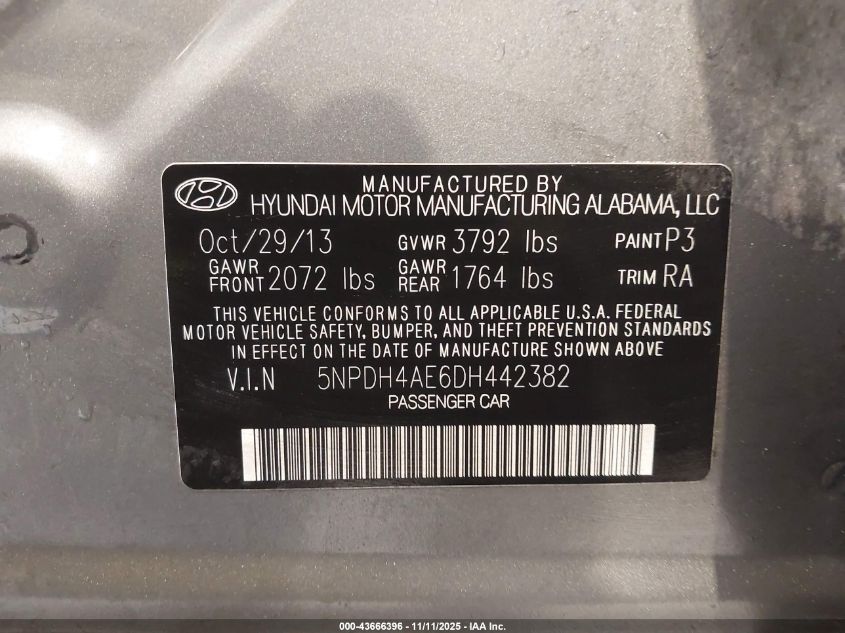 MANUFACTURED BY
HYUNDAI MOTOR MANUFACTURING ALABAMA, LLC
Oct/29/13 GVWR 3792 lbs PAINT P3
GAWR FRONT 2072 lbs GAWR REAR 1764 lbs TRIM RA
THIS VEHICLE CONFORMS TO ALL APPLICABLE U.S.A. FEDERAL
MOTOR VEHICLE SAFETY, BUMPER, AND THEFT PREVENTION STANDARDS
IN EFFECT ON THE DATE OF MANUFACTURE SHOWN ABOVE
V.I.N 5NPDH4AE6DH442382
PASSENGER CAR
000-43666396 - 11/11/2025 - IAA Inc.